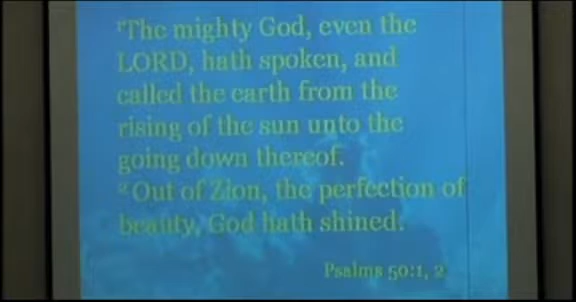 ¹The mighty God, even the
LORD, hath spoken, and
called the earth from the
rising of the sun unto the
going down thereof.
²Out of Zion, the perfection of
beauty, God hath shined.
Psalms 50:1, 2